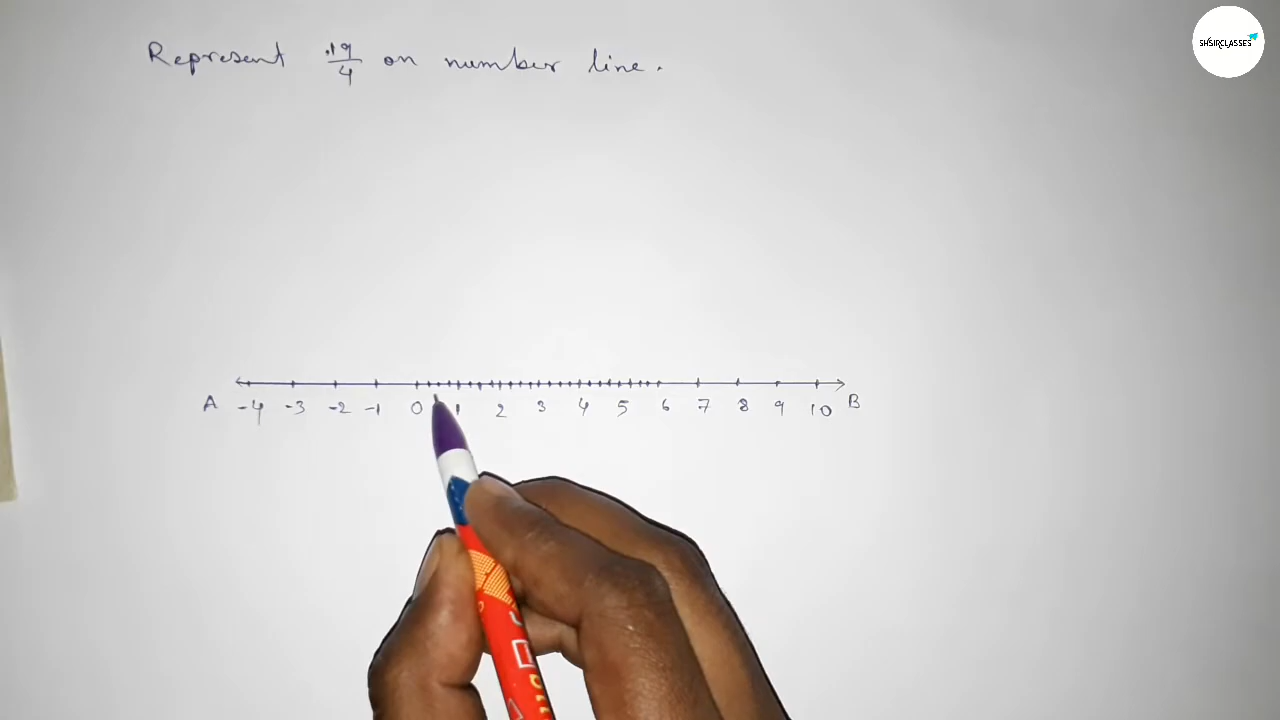 SHSIRCLASSES
Represent 19/4 on number line.
A -4 -3 -2 -1 0 1 2 3 4 5 6 7 8 9 10 B